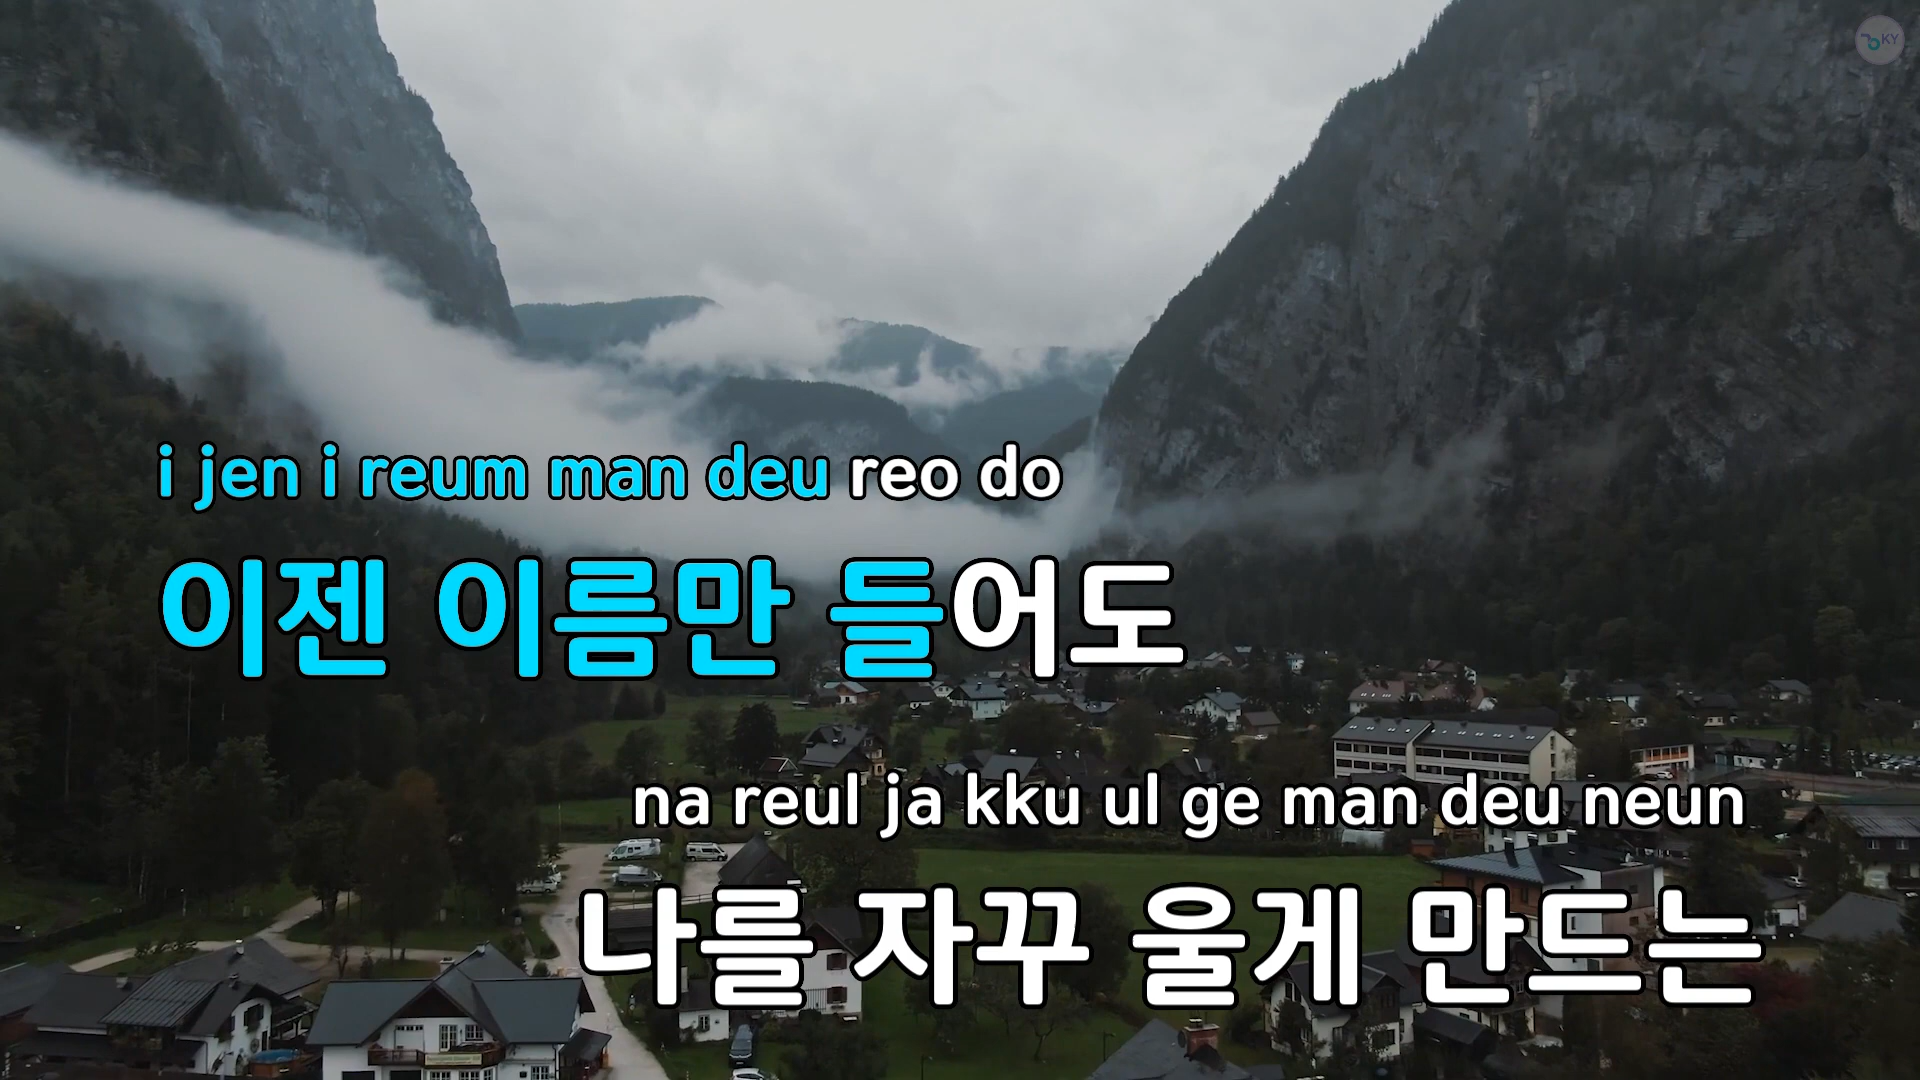 KY
i jen i reum man deu reo do
이젠 이름만 들어도
na reul ja kku ul ge man deu neun
나를 자꾸 울게 만드는